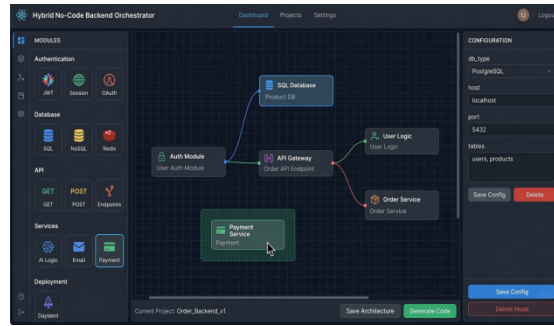 Hybrid No-Code Backend Orchestrator
Dashboard Projects Settings
U Logout
MODULES
Authentication
JWT Session OAuth
Database
SQL NoSQL Redis
API
GET POST
GET POST Endpoints
Services
AI Logic Email Payment
Deployment
SQL Database
Product DB
Auth Module
User Auth Module
API Gateway
Order API Endpoint
User Logic
User Logic
Order Service
Order Service
Payment
Service
Payment
Current Project: Order_Backend_v1
Save Architecture Generate Code
CONFIGURATION
db_type
PostgreSQL
host
localhost
port
5432
tables
users, products
Save Config Delete
Save Config
Delete Node